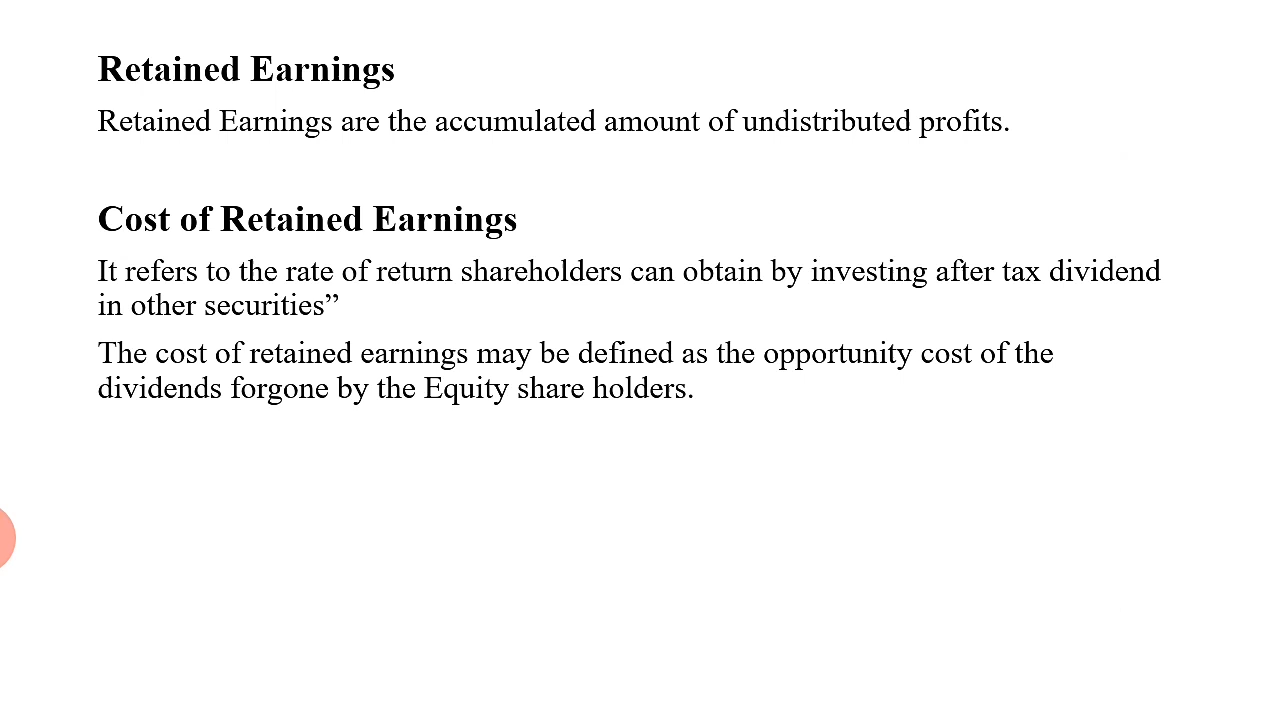 Retained Earnings
Retained Earnings are the accumulated amount of undistributed profits.
Cost of Retained Earnings
It refers to the rate of return shareholders can obtain by investing after tax dividend
in other securities”
The cost of retained earnings may be defined as the opportunity cost of the
dividends forgone by the Equity share holders.